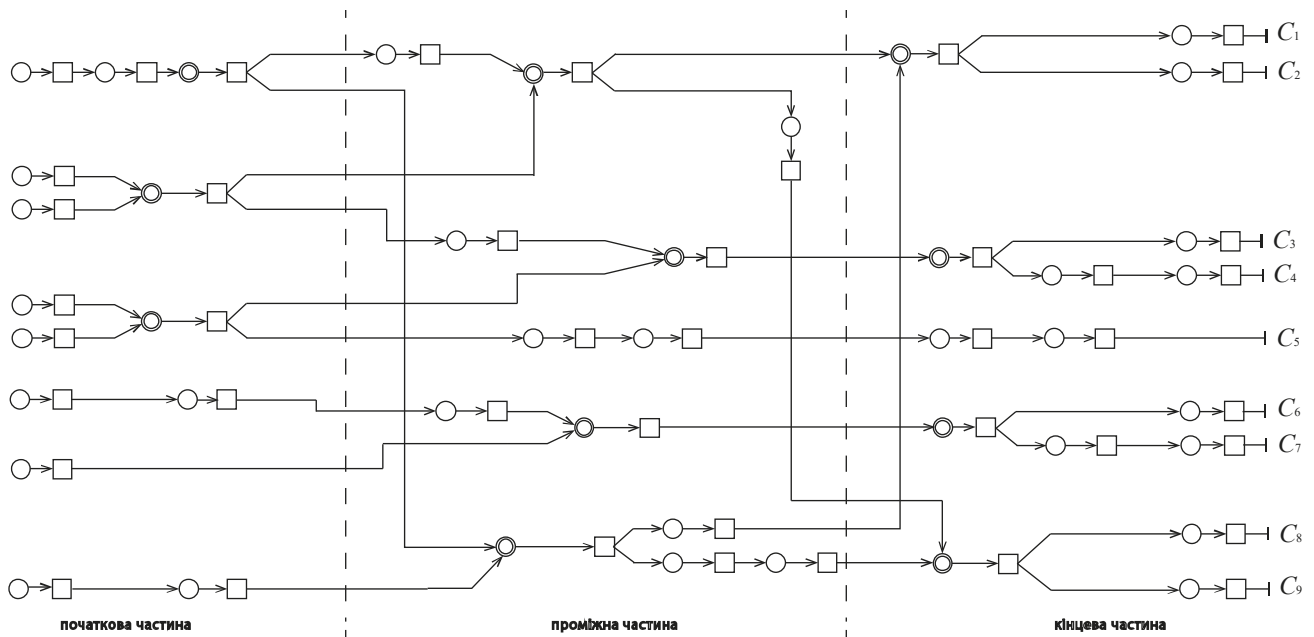 C1
C2
C3
C4
C5
C6
C7
C8
C9
початкова частина
проміжна частина
кінцева частина